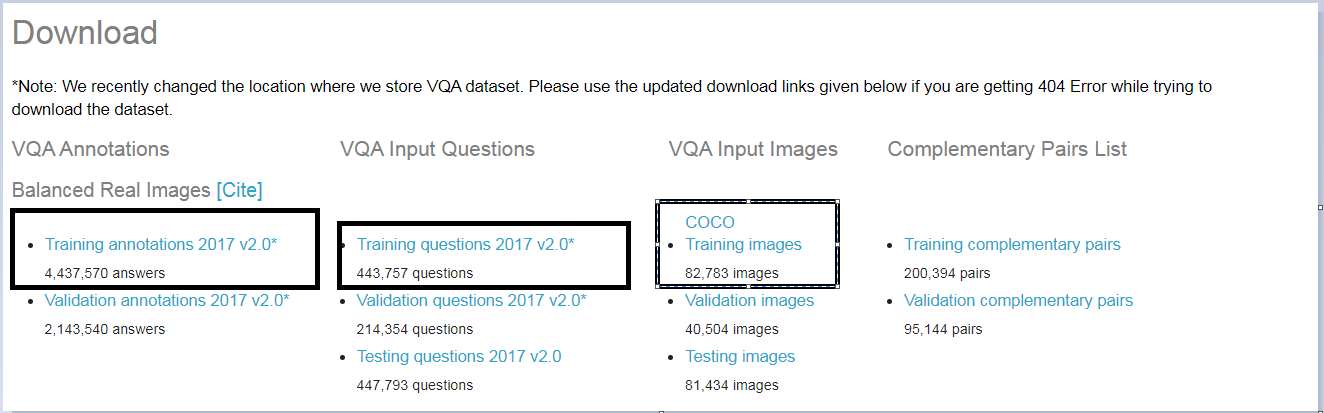 Download
*Note: We recently changed the location where we store VQA dataset. Please use the updated download links given below if you are getting 404 Error while trying to
download the dataset.
VQA Annotations
Balanced Real Images [Cite]
Training annotations 2017 v2.0*
4,437,570 answers
Validation annotations 2017 v2.0*
2,143,540 answers
VQA Input Questions
Training questions 2017 v2.0*
443,757 questions
Validation questions 2017 v2.0*
214,354 questions
Testing questions 2017 v2.0
447,793 questions
VQA Input Images
COCO
Training images
82,783 images
Validation images
40,504 images
Testing images
81,434 images
Complementary Pairs List
Training complementary pairs
200,394 pairs
Validation complementary pairs
95,144 pairs